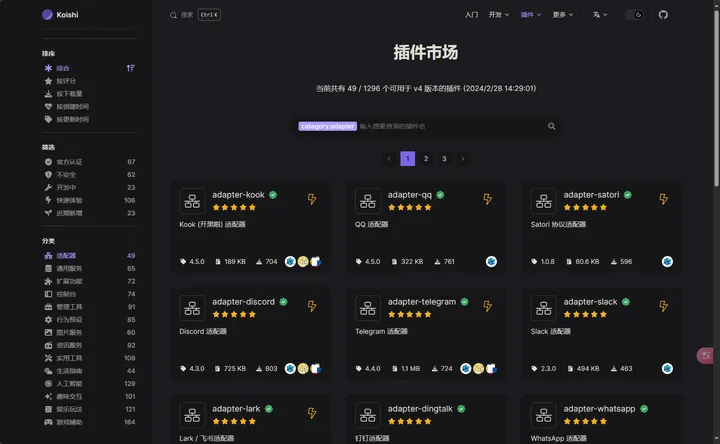 Koishi
搜索 Ctrl K
入门 开发 插件 更多
排序
综合
按评分
按下载量
按创建时间
按更新时间
筛选
官方认证 67
不安全 62
开发中 23
快速体验 106
近期新增 23
分类
适配器 49
通用服务 65
扩展功能 72
控制台 74
管理工具 91
行为预设 85
图片服务 60
资讯服务 92
实用工具 108
生活指南 44
人工智能 129
趣味交互 101
娱乐玩法 121
游戏辅助 164
插件市场
当前共有 49 / 1296 个可用于 v4 版本的插件 (2024/2/28 14:29:01)
category:adapter 输入想要查询的插件名
1 2 3
adapter-kook
Kook (开黑啦) 适配器
4.5.0 189 KB 704
adapter-qq
QQ 适配器
4.5.0 322 KB 761
adapter-satori
Satori 协议适配器
1.0.8 60.6 KB 596
adapter-discord
Discord 适配器
4.3.0 725 KB 803
adapter-telegram
Telegram 适配器
4.4.0 1.1 MB 724
adapter-slack
Slack 适配器
2.3.0 494 KB 463
adapter-lark
Lark / 飞书适配器
adapter-dingtalk
钉钉适配器
adapter-whatsapp
WhatsApp 适配器